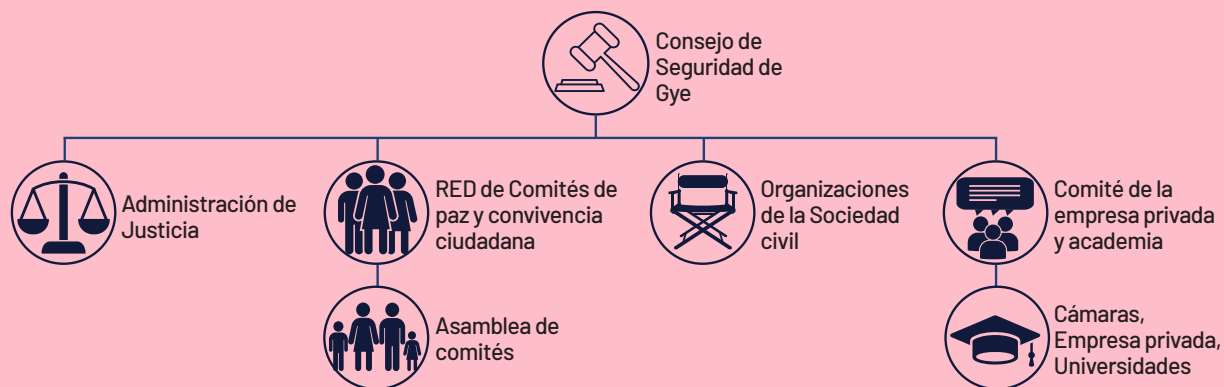 Consejo de
Seguridad de
Gye
Administración de
Justicia
RED de Comités de
paz y convivencia
ciudadana
Organizaciones
de la Sociedad
civil
Comité de la
empresa privada
y academia
Asamblea de
comités
Cámaras,
Empresa privada,
Universidades